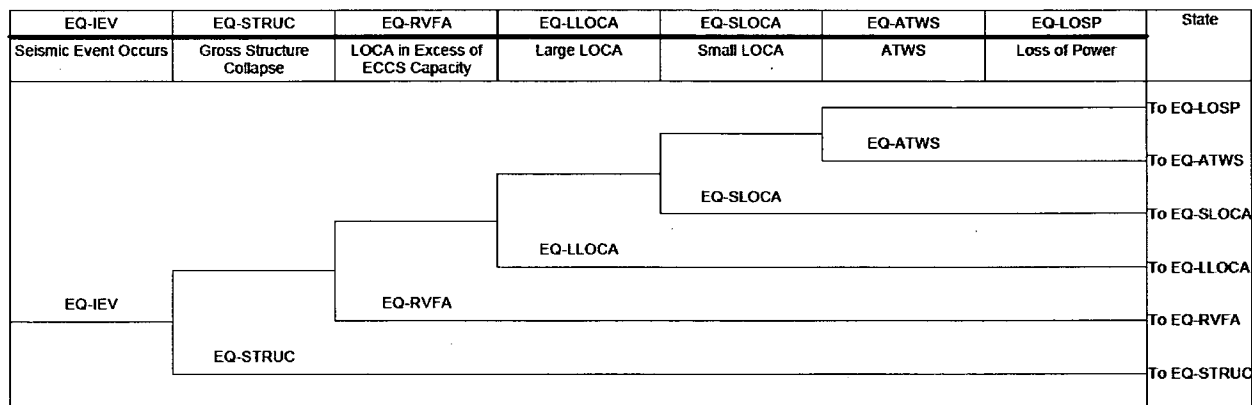 EQ-IEV EQ-STRUC EQ-RVFA EQ-LLOCA EQ-SLOCA EQ-ATWS EQ-LOSP State
Seismic Event Occurs Gross Structure LOCA in Excess of Large LOCA Small LOCA ATWS Loss of Power
Collapse ECCS Capacity
To EQ-LOSP
EQ-ATWS
To EQ-ATWS
EQ-SLOCA
To EQ-SLOCA
EQ-LLOCA
To EQ-LLOCA
EQ-IEV EQ-RVFA
To EQ-RVFA
EQ-STRUC
To EQ-STRUC